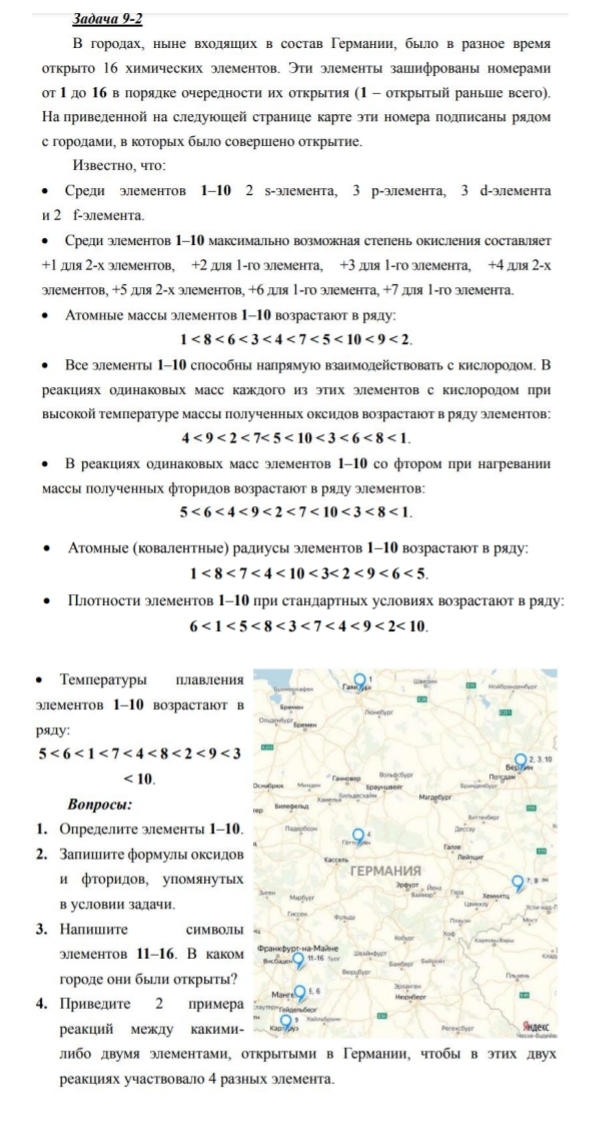 Задача 9-2
В городах, ныне входящих в состав Германии, было в разное время
открыто 16 химических элементов. Эти элементы зашифрованы номерами
от 1 до 16 в порядке очередности их открытия (1 – открытый раньше всего).
На приведенной на следующей странице карте эти номера подписаны рядом
с городами, в которых было совершено открытие.
Известно, что:
• Среди элементов 1–10 2 s-элемента, 3 p-элемента, 3 d-элемента
и 2 f-элемента.
• Среди элементов 1–10 максимально возможная степень окисления составляет
+1 для 2-х элементов, +2 для 1-го элемента, +3 для 1-го элемента, +4 для 2-х
элементов, +5 для 2-х элементов, +6 для 1-го элемента, +7 для 1-го элемента.
• Атомные массы элементов 1–10 возрастают в ряду:
1 < 8 < 6 < 3 < 4 < 7 < 5 < 10 < 9 < 2.
• Все элементы 1–10 способны напрямую взаимодействовать с кислородом. В
реакциях одинаковых масс каждого из этих элементов с кислородом при
высокой температуре массы полученных оксидов возрастают в ряду элементов:
4 < 9 < 2 < 7< 5 < 10 < 3 < 6 < 8 < 1.
• В реакциях одинаковых масс элементов 1–10 со фтором при нагревании
массы полученных фторидов возрастают в ряду элементов:
5 < 6 < 4 < 9 < 2 < 7 < 10 < 3 < 8 < 1.
• Атомные (ковалентные) радиусы элементов 1–10 возрастают в ряду:
1 < 8 < 7 < 4 < 10 < 3< 2 < 9 < 6 < 5.
• Плотности элементов 1–10 при стандартных условиях возрастают в ряду:
6 < 1 < 5 < 8 < 3 < 7 < 4 < 9 < 2< 10.
• Температуры плавления
элементов 1–10 возрастают в
ряду:
5 < 6 < 1 < 7 < 4 < 8 < 2 < 9 < 3
< 10.
Вопросы:
1. Определите элементы 1–10.
2. Запишите формулы оксидов
и фторидов, упомянутых
в условии задачи.
3. Напишите символы
элементов 11–16. В каком
городе они были открыты?
4. Приведите 2 примера
реакций между какими-
либо двумя элементами, открытыми в Германии, чтобы в этих двух
реакциях участвовало 4 разных элемента.
1
Шверин
Люнебург
Бремен
2, 3, 10
Берлин
Потсдам
Ганновер
Вольфсбург
Брауншвейг
Магдебург
Билефельд
Падерборн
4
Дессау
Галле
Лейпциг
Кассель
ГЕРМАНИЯ
Эрфурт
Йена
Гера
7, 8
Хемниц
Цвиккау
Марбург
Гиссен
Фульда
Кобург
Франкфурт-на-Майне
Висбаден
11-16
Швайнфурт
Бамберг
Вюрцбург
5, 6
Эрланген
Нюрнберг
Гейдельберг
9
Регенсбург
Яндекс